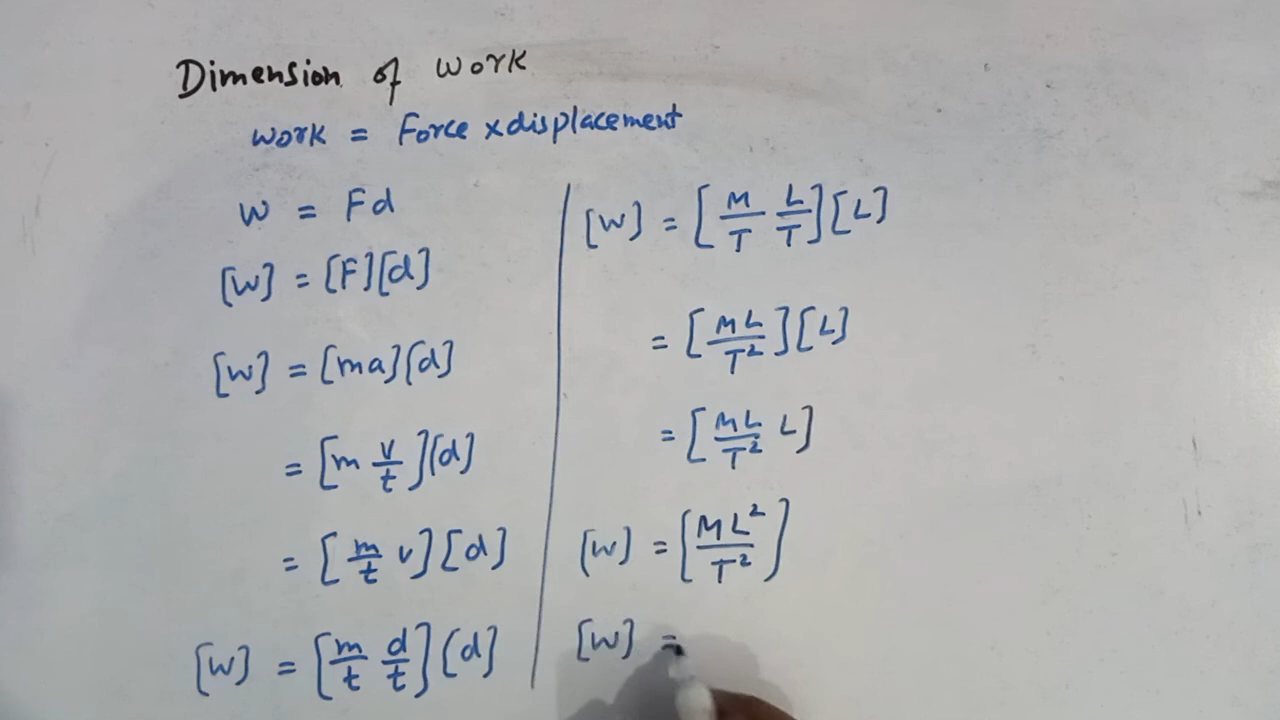 Dimension of work
work = Force x displacement
W = Fd
[W] = [F][d]
[W] = [ma][d]
= [m v/t][d]
= [m/t v][d]
[W] = [m/t d/t][d]
[W] = [M/T L/T][L]
= [ML/T²][L]
= [ML/T² L]
[W] = [ML²/T²]
[W] =